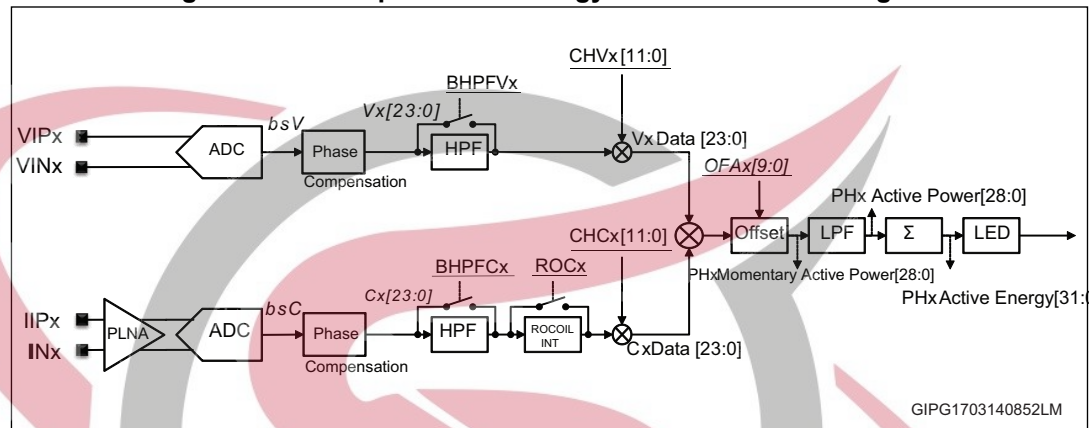 CHVx[11:0]
BHPFVx
Vx[23:0]
bsV
VIPx
VINx
ADC
Phase
Compensation
HPF
VxData [23:0]
OFAx[9:0]
PHx Active Power[28:0]
Offset
LPF
Σ
LED
PHxMomentary Active Power[28:0]
PHx Active Energy[31:0
CHCx[11:0]
BHPFCx
ROCx
Cx[23:0]
bsC
IIPx
IINx
PLNA
ADC
Phase
Compensation
HPF
ROCOIL
INT
CxData [23:0]
GIPG1703140852LM